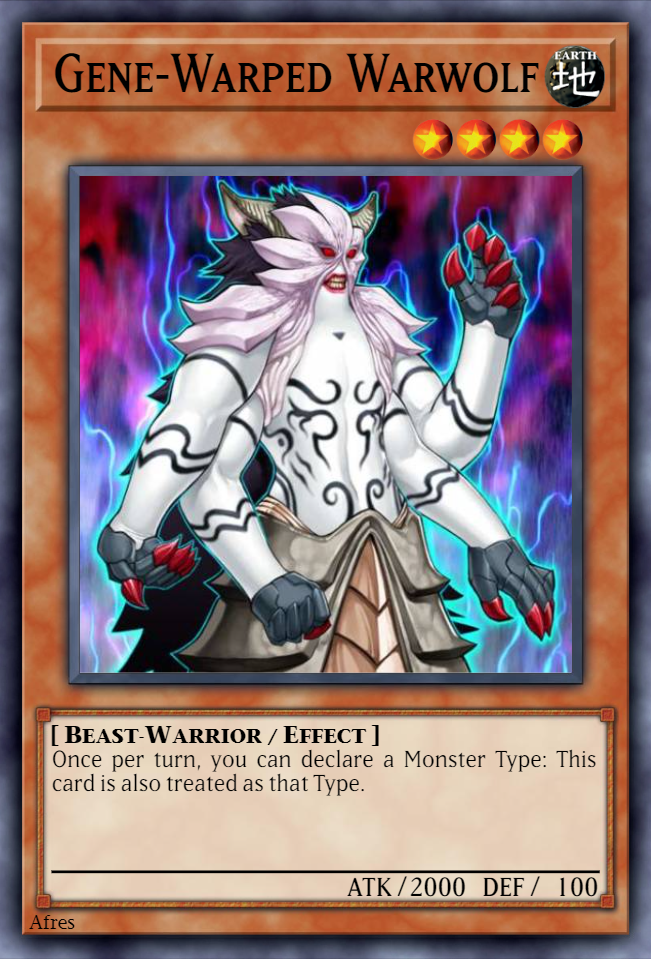 Gene-Warped Warwolf
EARTH
地
[ Beast-Warrior / Effect ]
Once per turn, you can declare a Monster Type: This
card is also treated as that Type.
ATK / 2000 DEF / 100
Afres